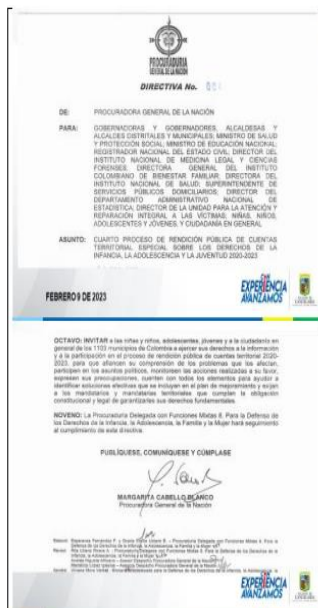 PROCURADURIA
GENERAL DE LA NACION
DIRECTIVA No.
DE: PROCURADORA GENERAL DE LA NACIÓN
PARA: GOBERNADORAS Y GOBERNADORES, ALCALDESAS Y
ALCALDES DISTRITALES Y MUNICIPALES; MINISTRO DE SALUD
Y PROTECCIÓN SOCIAL; MINISTRO DE EDUCACIÓN NACIONAL;
REGISTRADOR NACIONAL DEL ESTADO CIVIL; DIRECTOR DEL
INSTITUTO NACIONAL DE MEDICINA LEGAL Y CIENCIAS
FORENSES; DIRECTORA GENERAL DEL INSTITUTO
COLOMBIANO DE BIENESTAR FAMILIAR; DIRECTORA DEL
INSTITUTO NACIONAL DE SALUD; SUPERINTENDENTE DE
SERVICIOS PÚBLICOS DOMICILIARIOS; DIRECTOR DEL
DEPARTAMENTO ADMINISTRATIVO NACIONAL DE
ESTADÍSTICA; DIRECTOR DE LA UNIDAD PARA LA ATENCIÓN Y
REPARACIÓN INTEGRAL A LAS VÍCTIMAS; NIÑAS, NIÑOS,
ADOLESCENTES Y JÓVENES, Y CIUDADANÍA EN GENERAL
ASUNTO: CUARTO PROCESO DE RENDICIÓN PÚBLICA DE CUENTAS
TERRITORIAL ESPECIAL SOBRE LOS DERECHOS DE LA
INFANCIA, LA ADOLESCENCIA Y LA JUVENTUD 2020-2023
FEBRERO 9 DE 2023
EXPERIENCIA
AVANZAMOS
OCTAVO: INVITAR a las niñas y niños, adolescentes, jóvenes y a la ciudadanía en
general de los 1103 municipios de Colombia a ejercer sus derechos a la información
y a la participación en el proceso de rendición pública de cuentas territorial 2020-
2023, para que afiancen su comprensión de los problemas que los afectan,
participen en los asuntos políticos, monitoreen las acciones realizadas a su favor,
expresen sus preocupaciones, cuenten con todos los elementos para ayudar a
identificar soluciones efectivas que se incluyan en el plan de mejoramiento y exijan
a los mandatarios y mandatarias territoriales que cumplan la obligación
constitucional y legal de garantizarles sus derechos fundamentales.
NOVENO: La Procuraduría Delegada con Funciones Mixtas 6: Para la Defensa de
los Derechos de la Infancia, la Adolescencia, la Familia y la Mujer hará seguimiento
al cumplimiento de esta directiva.
PUBLÍQUESE, COMUNÍQUESE Y CÚMPLASE
MARGARITA CABELLO BLANCO
Procuradora General de la Nación
EXPERIENCIA
AVANZAMOS